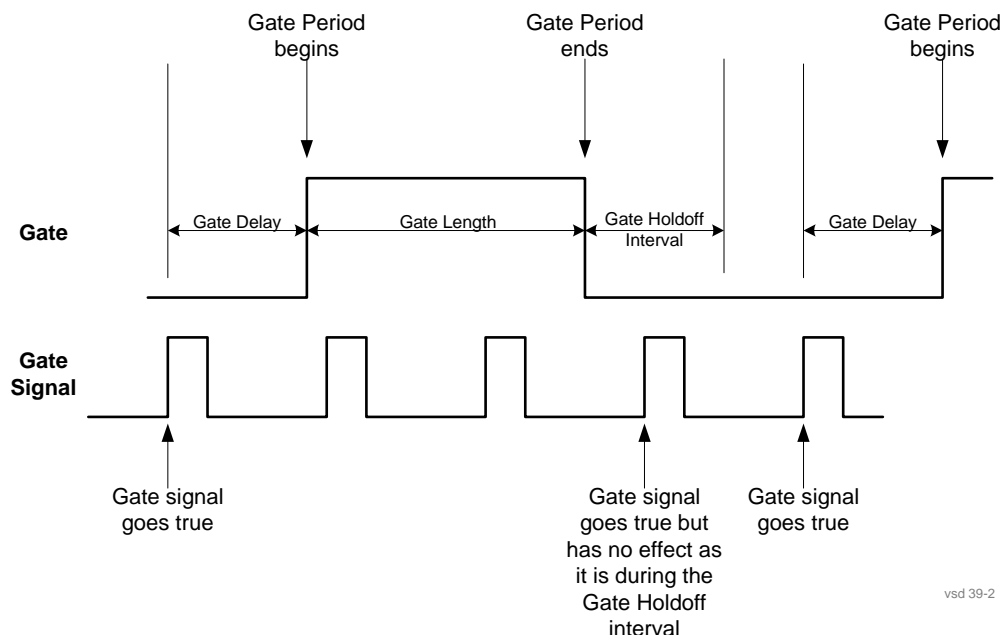 Gate Period
begins
Gate Period
ends
Gate Period
begins
Gate
Gate Delay
Gate Length
Gate Holdoff
Interval
Gate Delay
Gate
Signal
Gate signal
goes true
Gate signal
goes true but
has no effect as
it is during the
Gate Holdoff
interval
Gate signal
goes true
vsd 39-2